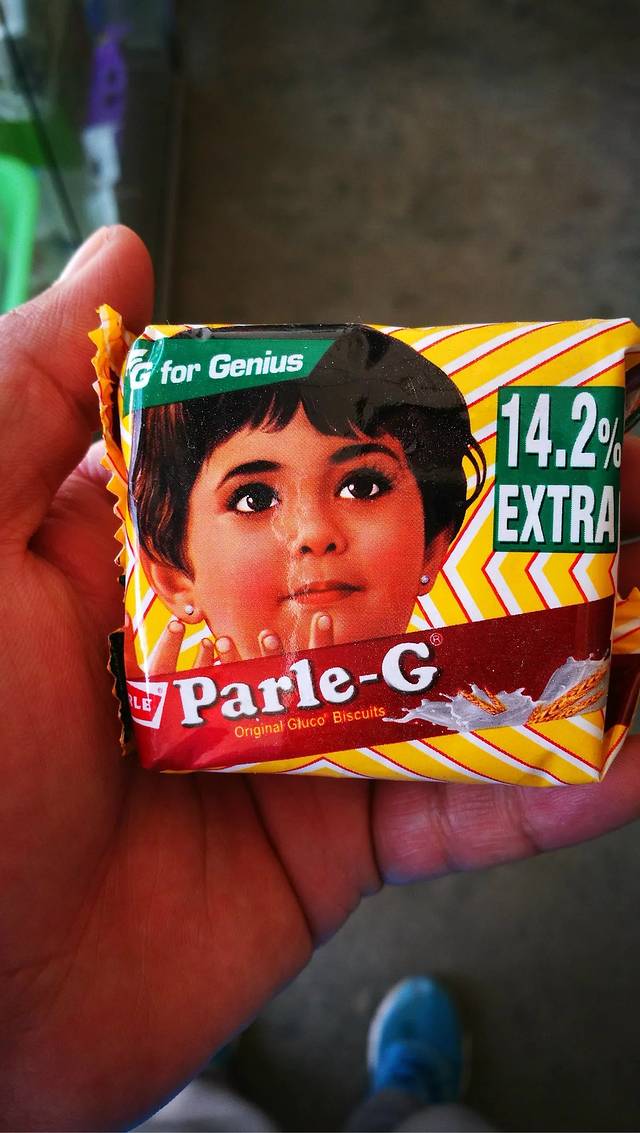 G for Genius
14.2%
EXTRA
Parle-G®
Original Gluco® Biscuits